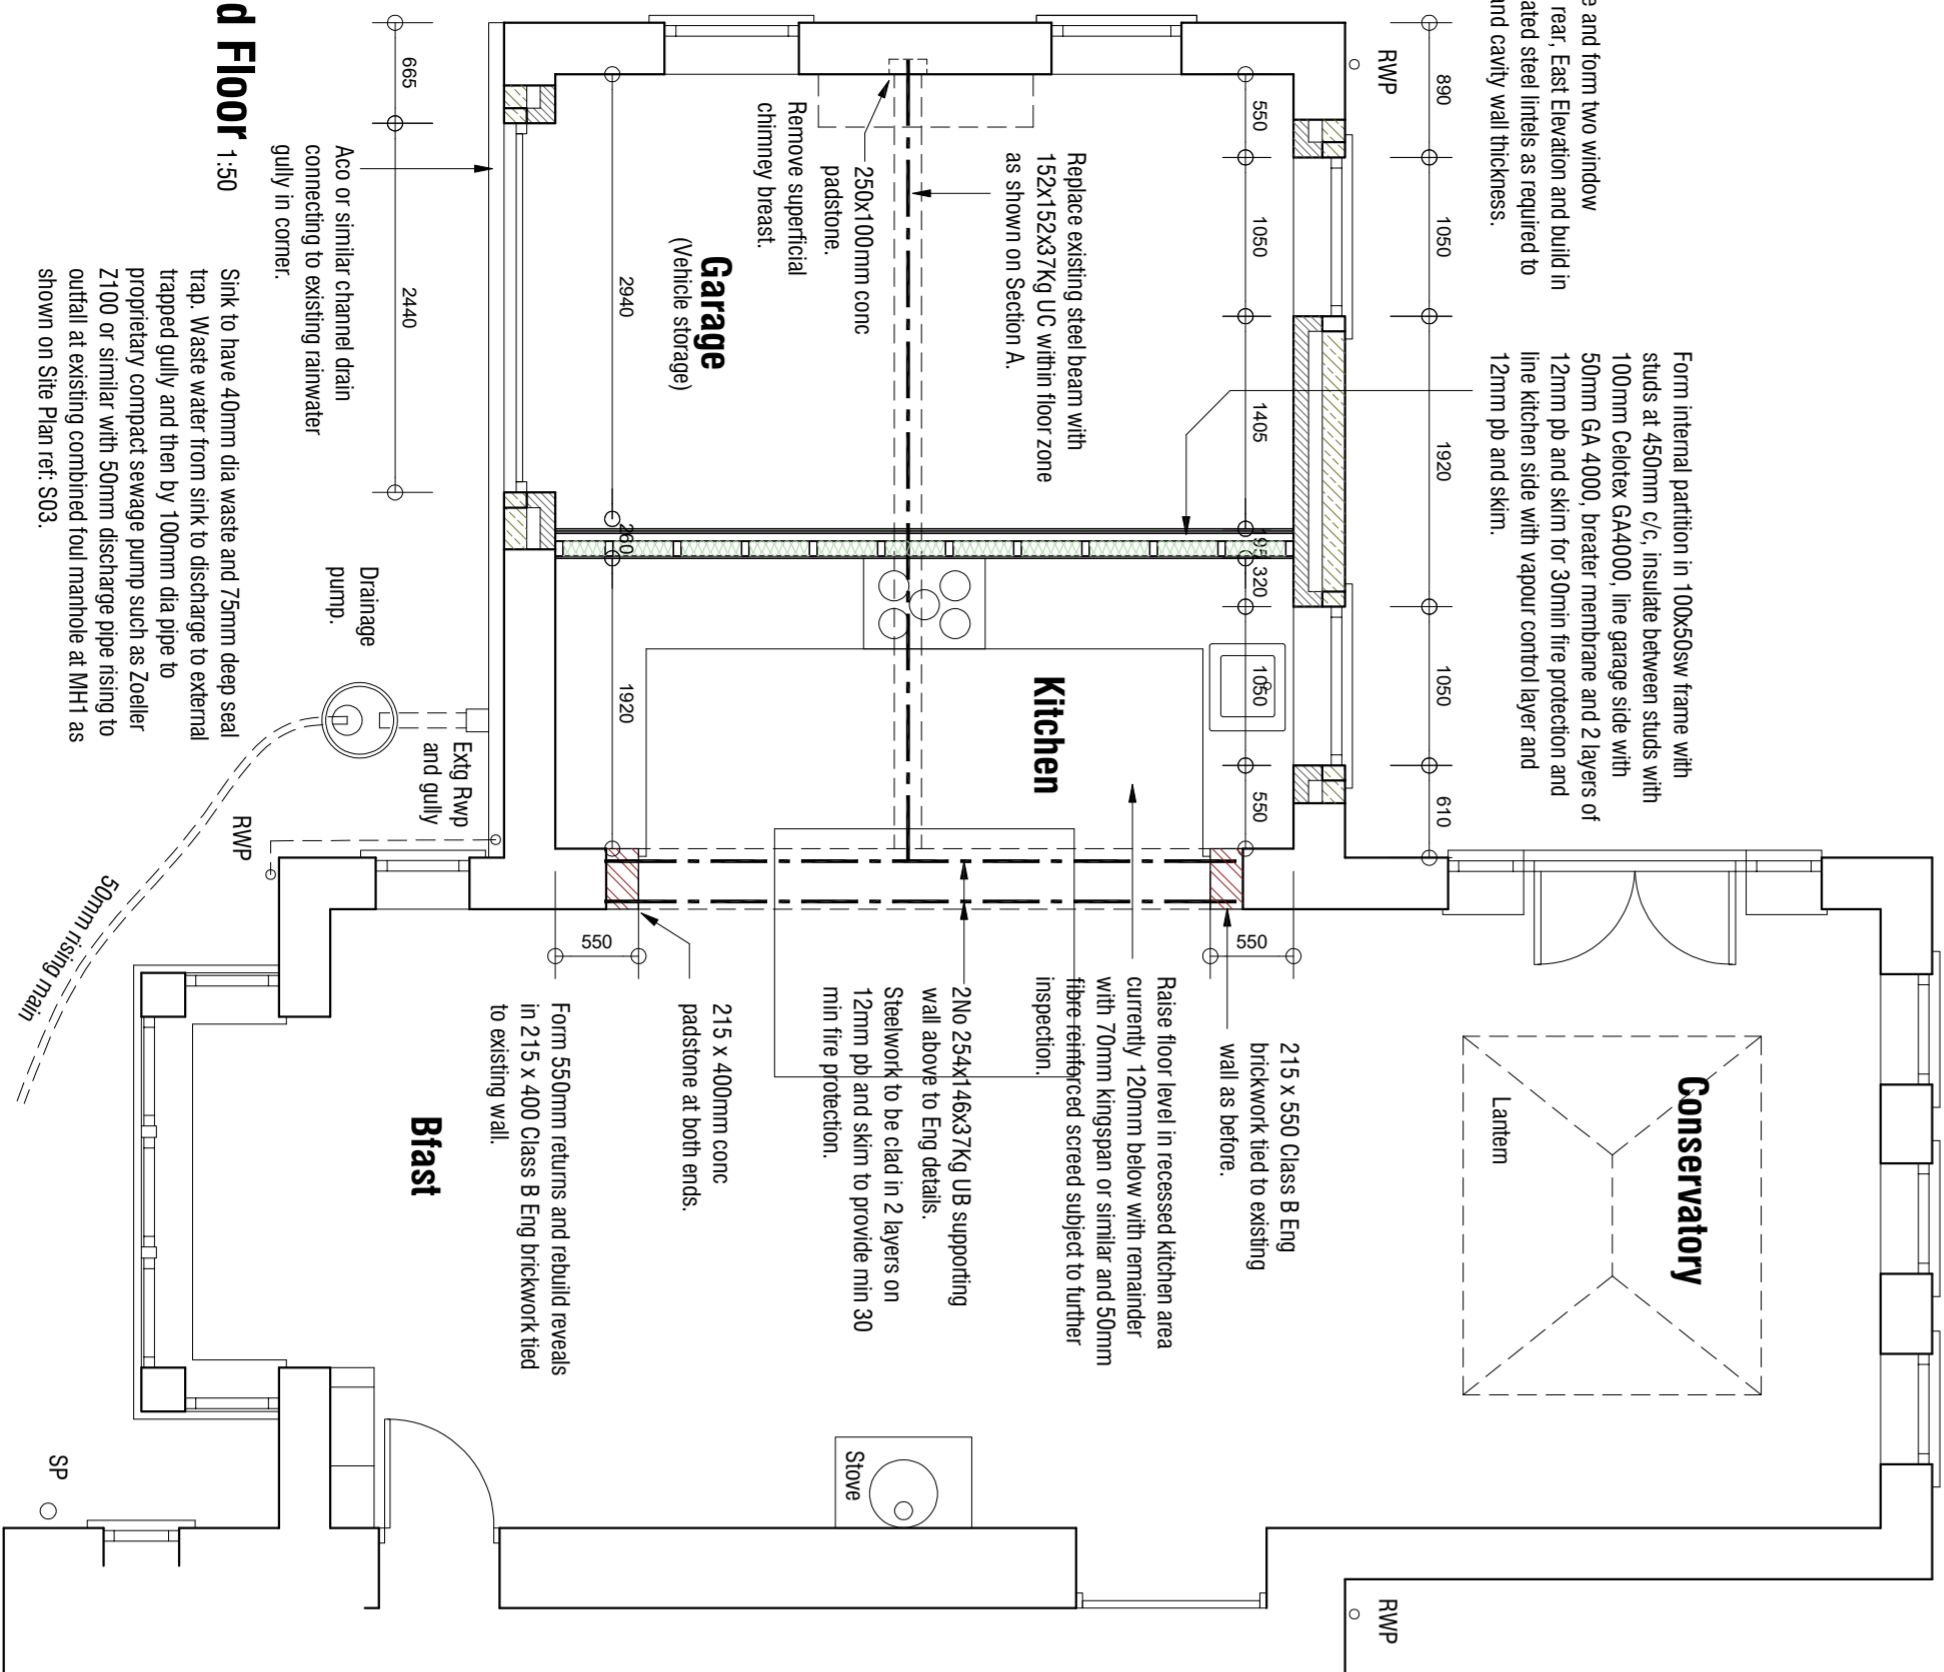 e and form two window
rear, East Elevation and build in
ated steel lintels as required to
and cavity wall thickness.
Form internal partition in 100x50sw frame with
studs at 450mm c/c, insulate between studs with
100mm Celotex GA4000, line garage side with
50mm GA 4000, breater membrane and 2 layers of
12mm pb and skim for 30min fire protection and
line kitchen side with vapour control layer and
12mm pb and skim.
RWP
890
1050
1920
1050
610
550
1050
1405
195
320
1050
550
Replace existing steel beam with
152x152x37Kg UC within floor zone
as shown on Section A.
250x100mm conc
padstone.
Remove superficial
chimney breast.
Garage
(Vehicle storage)
Kitchen
2940
260
1920
665
2440
Aco or similar channel drain
connecting to existing rainwater
gully in corner.
d Floor 1:50
Sink to have 40mm dia waste and 75mm deep seal
trap. Waste water from sink to discharge to external
trapped gully and then by 100mm dia pipe to
proprietary compact sewage pump such as Zoeller
Z100 or similar with 50mm discharge pipe rising to
outfall at existing combined foul manhole at MH1 as
shown on Site Plan ref: S03.
Drainage
pump.
Extg Rwp
and gully
RWP
50mm rising main
550
550
215 x 550 Class B Eng
brickwork tied to existing
wall as before.
Raise floor level in recessed kitchen area
currently 120mm below with remainder
with 70mm kingspan or similar and 50mm
fibre reinforced screed subject to further
inspection.
2No 254x146x37Kg UB supporting
wall above to Eng details.
Steelwork to be clad in 2 layers on
12mm pb and skim to provide min 30
min fire protection.
215 x 400mm conc
padstone at both ends.
Form 550mm returns and rebuild reveals
in 215 x 400 Class B Eng brickwork tied
to existing wall.
Conservatory
Lantern
Bfast
Stove
SP
RWP